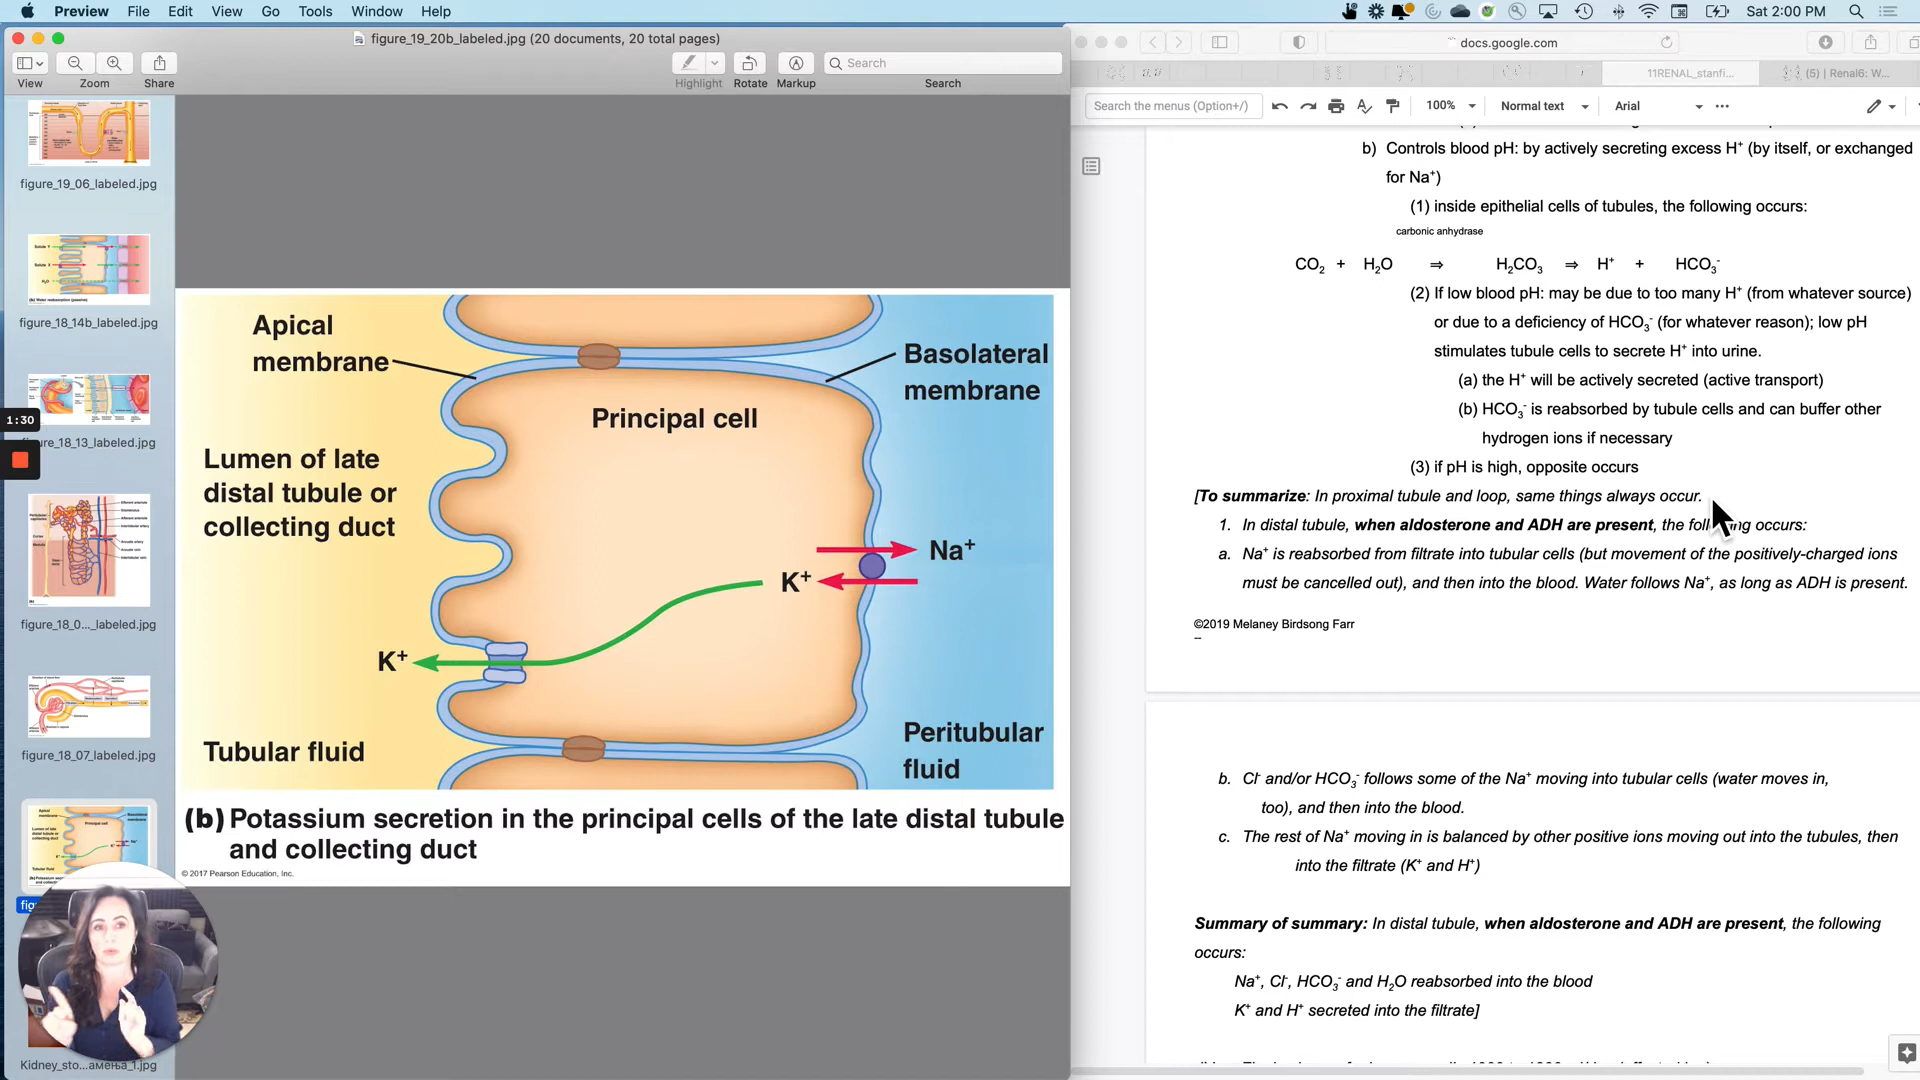 Preview File Edit View Go Tools Window Help
Sat 2:00 PM
figure_19_20b_labeled.jpg (20 documents, 20 total pages)
View Zoom Share Highlight Rotate Markup Search
Search
figure_19_06_labeled.jpg
figure_18_14b_labeled.jpg
1:30
figure_18_13_labeled.jpg
figure_18_0..._labeled.jpg
figure_18_07_labeled.jpg
Kidney_sto...амења_1.jpg
Apical
membrane
Basolateral
membrane
Principal cell
Lumen of late
distal tubule or
collecting duct
Na⁺
K⁺
K⁺
Tubular fluid
Peritubular
fluid
(b) Potassium secretion in the principal cells of the late distal tubule
and collecting duct
© 2017 Pearson Education, Inc.
docs.google.com
11RENAL_stanfi...
(5) | Renal6: W...
Search the menus (Option+/)
100%
Normal text
Arial
b) Controls blood pH: by actively secreting excess H⁺ (by itself, or exchanged
for Na⁺)
(1) inside epithelial cells of tubules, the following occurs:
carbonic anhydrase
CO₂ + H₂O ⇒ H₂CO₃ ⇒ H⁺ + HCO₃⁻
(2) If low blood pH: may be due to too many H⁺ (from whatever source)
or due to a deficiency of HCO₃⁻ (for whatever reason); low pH
stimulates tubule cells to secrete H⁺ into urine.
(a) the H⁺ will be actively secreted (active transport)
(b) HCO₃⁻ is reabsorbed by tubule cells and can buffer other
hydrogen ions if necessary
(3) if pH is high, opposite occurs
[To summarize: In proximal tubule and loop, same things always occur.
1. In distal tubule, when aldosterone and ADH are present, the following occurs:
a. Na⁺ is reabsorbed from filtrate into tubular cells (but movement of the positively-charged ions
must be cancelled out), and then into the blood. Water follows Na⁺, as long as ADH is present.
©2019 Melaney Birdsong Farr
--
b. Cl⁻ and/or HCO₃⁻ follows some of the Na⁺ moving into tubular cells (water moves in,
too), and then into the blood.
c. The rest of Na⁺ moving in is balanced by other positive ions moving out into the tubules, then
into the filtrate (K⁺ and H⁺)
Summary of summary: In distal tubule, when aldosterone and ADH are present, the following
occurs:
Na⁺, Cl⁻, HCO₃⁻ and H₂O reabsorbed into the blood
K⁺ and H⁺ secreted into the filtrate]